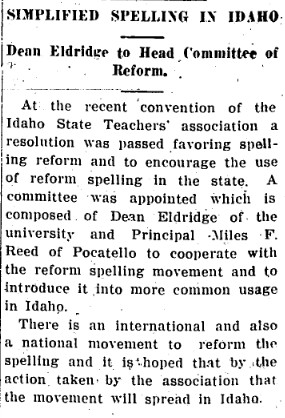 SIMPLIFIED SPELLING IN IDAHO
Dean Eldridge to Head Committee of
Reform.
At the recent convention of the
Idaho State Teachers' association a
resolution was passed favoring spell-
ing reform and to encourage the use
of reform spelling in the state. A
committee was appointed which is
composed of Dean Eldridge of the
university and Principal Miles F.
Reed of Pocatello to cooperate with
the reform spelling movement and to
introduce it into more common usage
in Idaho.
There is an international and also
a national movement to reform the
spelling and it is hoped that by the
action taken by the association that
the movement will spread in Idaho.